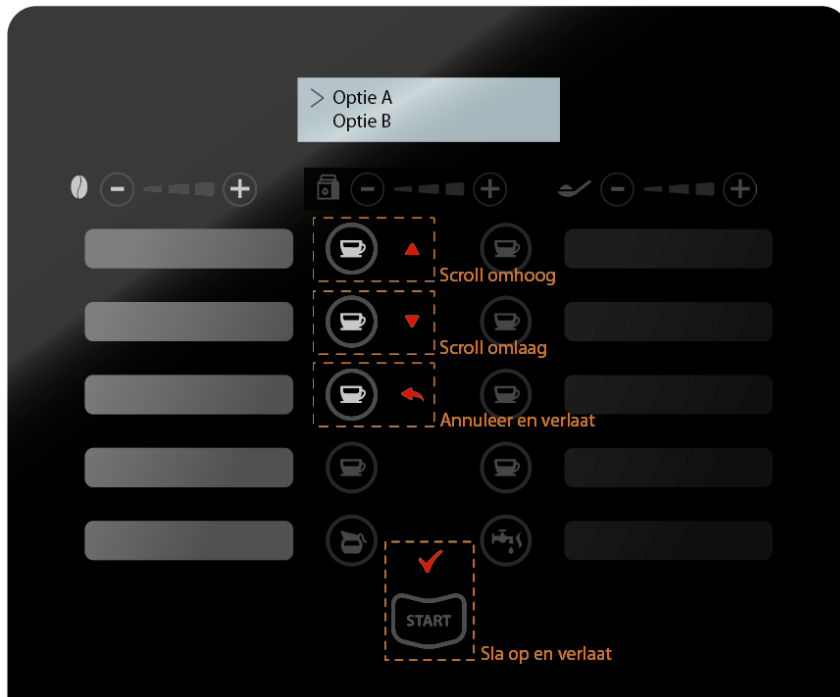 > Optie A
Optie B
Scroll omhoog
Scroll omlaag
Annuleer en verlaat
START
Sla op en verlaat